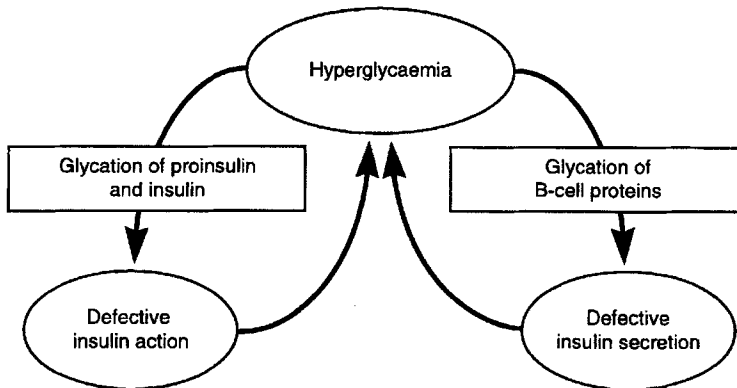 Hyperglycaemia
Glycation of proinsulin
and insulin
Glycation of
B-cell proteins
Defective
insulin action
Defective
insulin secretion